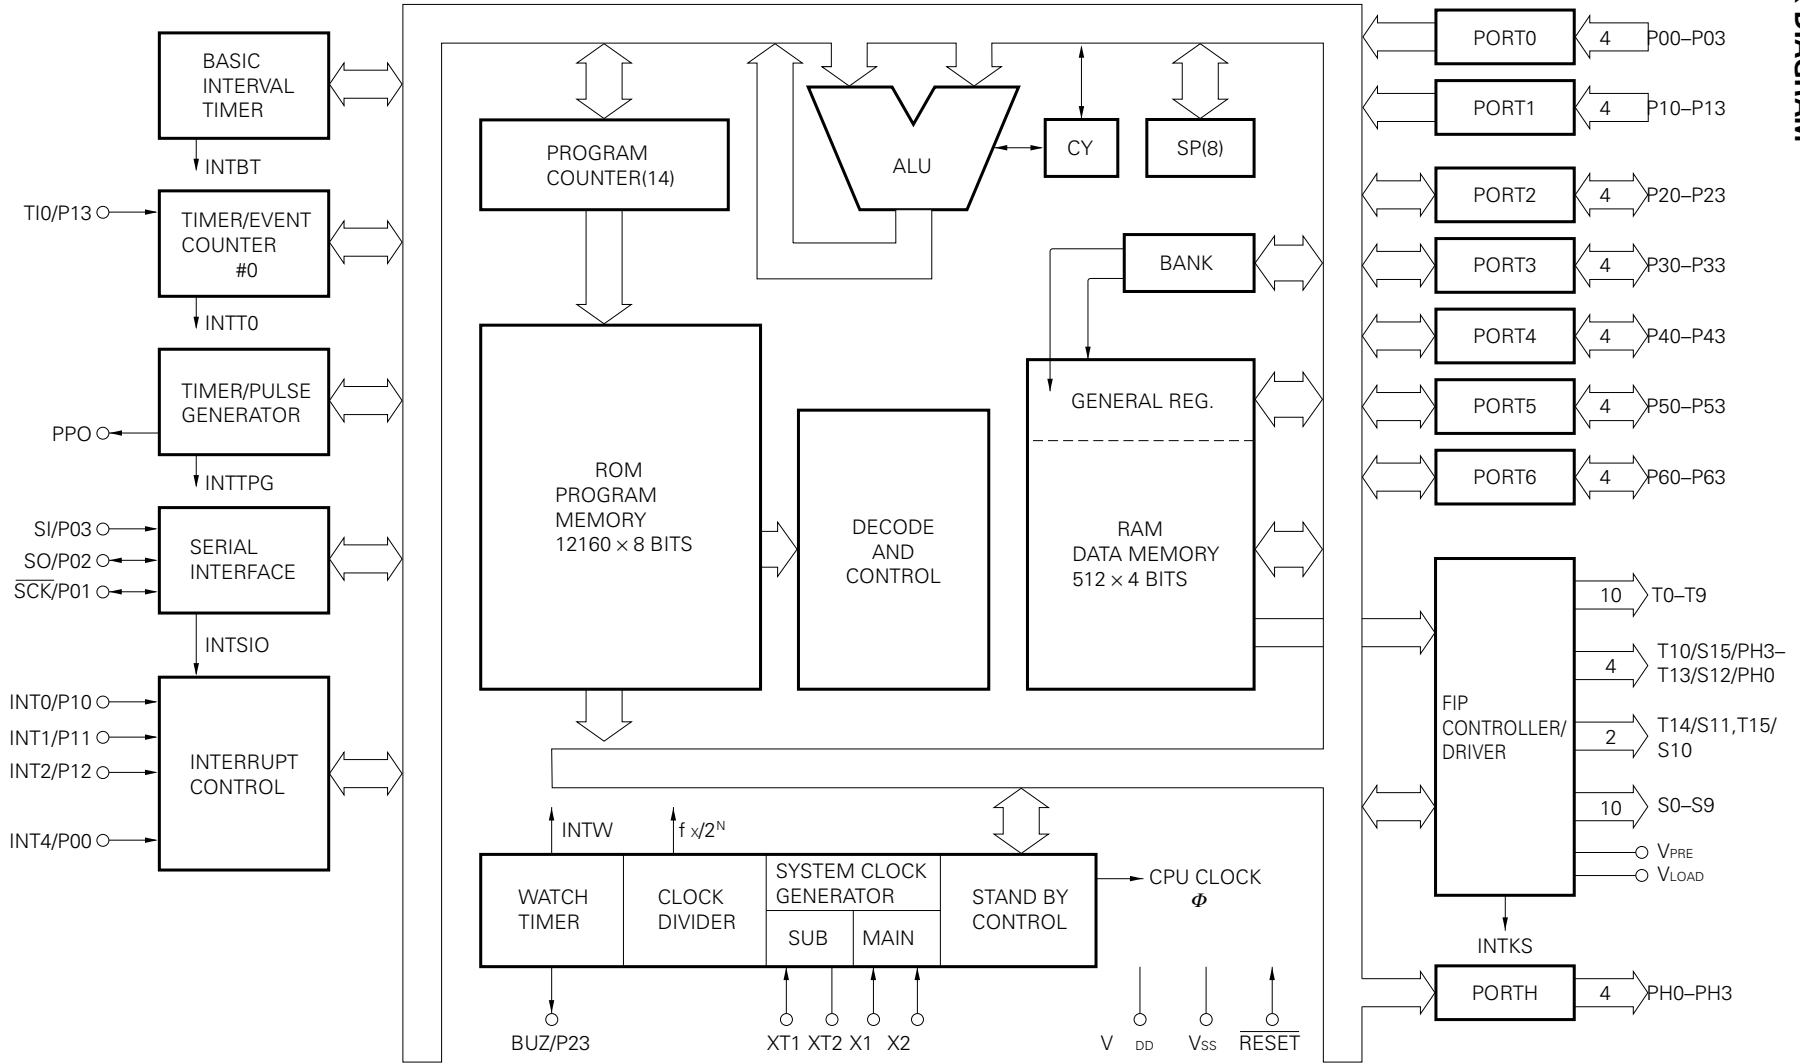 BASIC
INTERVAL
TIMER
INTBT
TI0/P13
TIMER/EVENT
COUNTER
#0
INTT0
TIMER/PULSE
GENERATOR
PPO
INTTPG
SI/P03
SO/P02
SCK/P01
SERIAL
INTERFACE
INTSIO
INT0/P10
INT1/P11
INT2/P12
INT4/P00
INTERRUPT
CONTROL
PROGRAM
COUNTER(14)
ALU
CY
SP(8)
BANK
ROM
PROGRAM
MEMORY
12160 × 8 BITS
DECODE
AND
CONTROL
GENERAL REG.
RAM
DATA MEMORY
512 × 4 BITS
INTW
f X/2N
WATCH
TIMER
CLOCK
DIVIDER
SYSTEM CLOCK
GENERATOR
SUB
MAIN
STAND BY
CONTROL
CPU CLOCK
Φ
BUZ/P23
XT1 XT2 X1 X2
V DD
VSS
RESET
PORT0 4 P00–P03
PORT1 4 P10–P13
PORT2 4 P20–P23
PORT3 4 P30–P33
PORT4 4 P40–P43
PORT5 4 P50–P53
PORT6 4 P60–P63
FIP
CONTROLLER/
DRIVER
10 T0–T9
4 T10/S15/PH3–
T13/S12/PH0
2 T14/S11,T15/
S10
10 S0–S9
VPRE
VLOAD
INTKS
PORTH 4 PH0–PH3
DIAGRAM